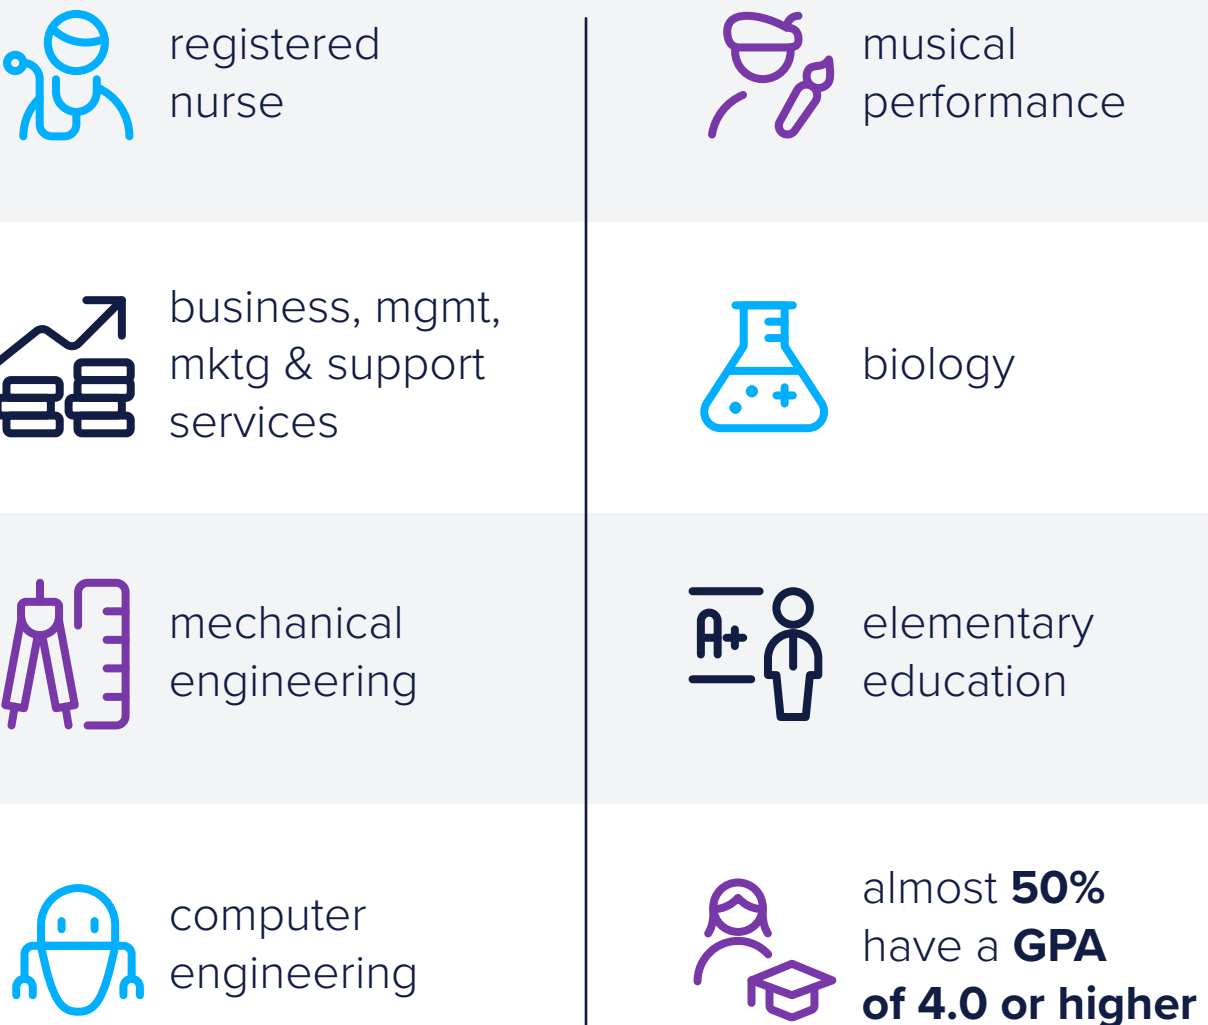 registered
nurse
musical
performance
business, mgmt,
mktg & support
services
biology
mechanical
engineering
A+
elementary
education
computer
engineering
almost 50%
have a GPA
of 4.0 or higher